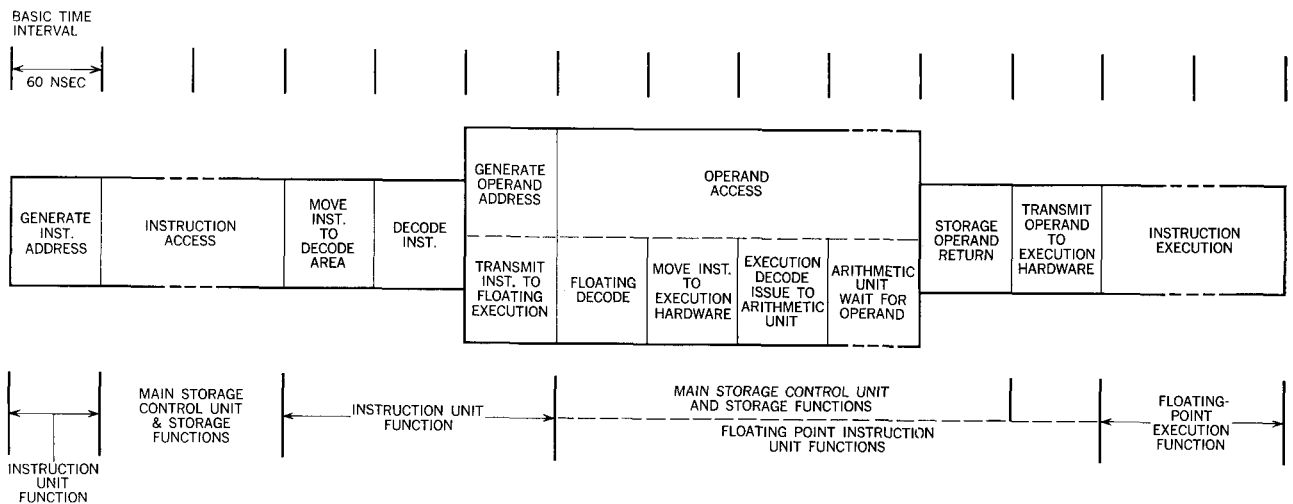 BASIC TIME
INTERVAL
60 NSEC
GENERATE
INST.
ADDRESS
INSTRUCTION
ACCESS
MOVE
INST.
TO
DECODE
AREA
DECODE
INST.
GENERATE
OPERAND
ADDRESS
OPERAND
ACCESS
TRANSMIT
INST. TO
FLOATING
EXECUTION
FLOATING
DECODE
MOVE INST.
TO
EXECUTION
HARDWARE
EXECUTION
DECODE
ISSUE TO
ARITHMETIC
UNIT
ARITHMETIC
UNIT
WAIT FOR
OPERAND
STORAGE
OPERAND
RETURN
TRANSMIT
OPERAND
TO
EXECUTION
HARDWARE
INSTRUCTION
EXECUTION
INSTRUCTION
UNIT
FUNCTION
MAIN STORAGE
CONTROL UNIT
& STORAGE
FUNCTIONS
INSTRUCTION UNIT
FUNCTION
MAIN STORAGE CONTROL UNIT
AND STORAGE FUNCTIONS
FLOATING POINT INSTRUCTION
UNIT FUNCTIONS
FLOATING-
POINT
EXECUTION
FUNCTION